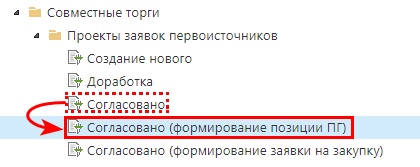 Совместные торги
Проекты заявок первоисточников
Создание нового
Доработка
Согласовано
Согласовано (формирование позиции ПГ)
Согласовано (формирование заявки на закупку)